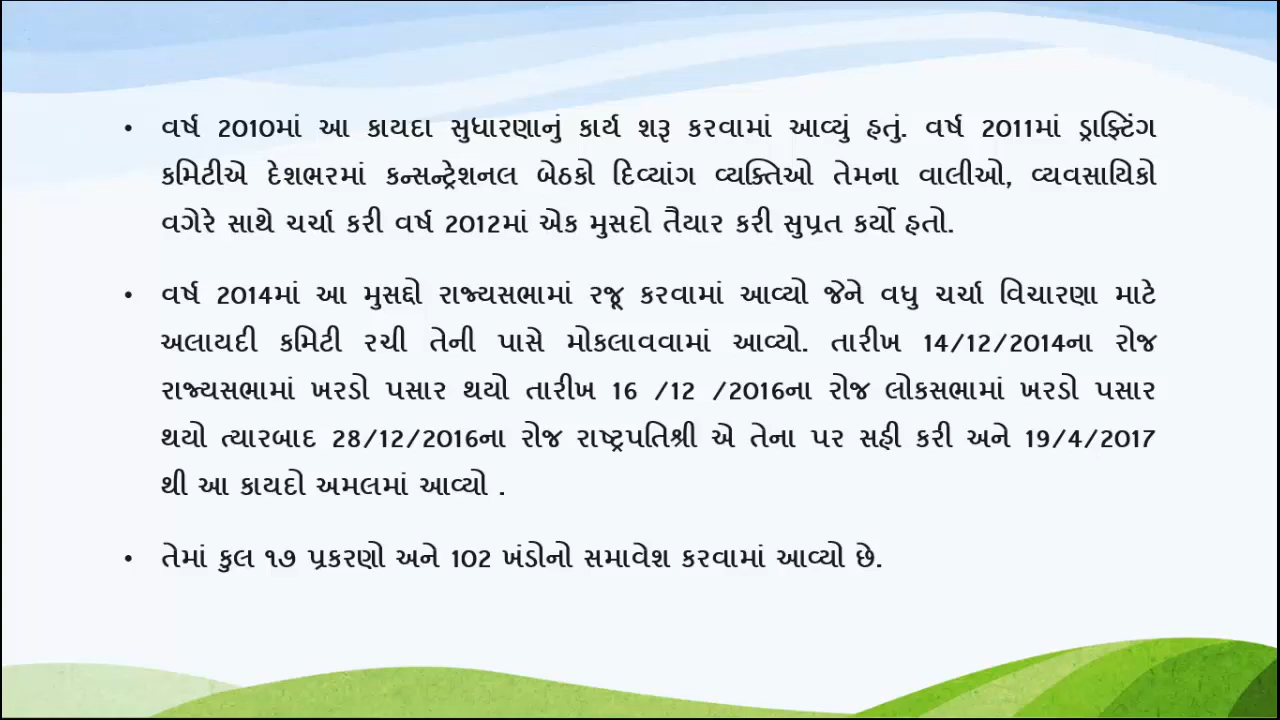 • વર્ષ 2010માં આ કાયદા સુધારણાનું કાર્ય શરૂ કરવામાં આવ્યું હતું. વર્ષ 2011માં ડ્રાફ્ટિંગ
કમિટીએ દેશભરમાં કન્સન્ટ્રેશનલ બેઠકો દિવ્યાંગ વ્યક્તિઓ તેમના વાલીઓ, વ્યવસાયિકો
વગેરે સાથે ચર્ચા કરી વર્ષ 2012માં એક મુસદો તૈયાર કરી સુપ્રત કર્યો હતો.
• વર્ષ 2014માં આ મુસદ્દો રાજ્યસભામાં રજૂ કરવામાં આવ્યો જેને વધુ ચર્ચા વિચારણા માટે
અલાયદી કમિટી રચી તેની પાસે મોકલાવવામાં આવ્યો. તારીખ 14/12/2014ના રોજ
રાજ્યસભામાં ખરડો પસાર થયો તારીખ 16 /12 /2016ના રોજ લોકસભામાં ખરડો પસાર
થયો ત્યારબાદ 28/12/2016ના રોજ રાષ્ટ્રપતિશ્રી એ તેના પર સહી કરી અને 19/4/2017
થી આ કાયદો અમલમાં આવ્યો .
• તેમાં કુલ ૧૭ પ્રકરણો અને 102 ખંડોનો સમાવેશ કરવામાં આવ્યો છે.